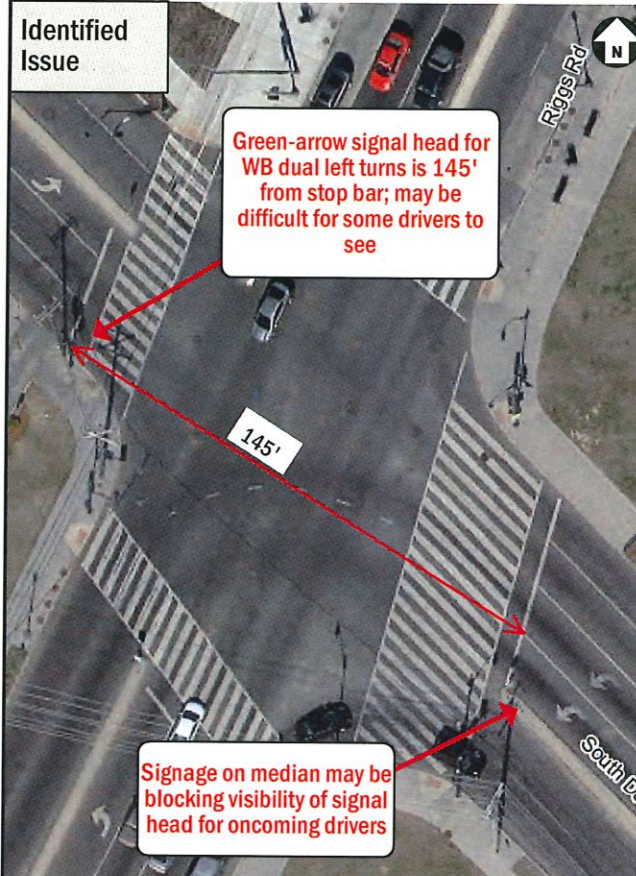 Identified
Issue
N
Riggs Rd
Green-arrow signal head for
WB dual left turns is 145'
from stop bar; may be
difficult for some drivers to
see
145'
South Da
Signage on median may be
blocking visibility of signal
head for oncoming drivers